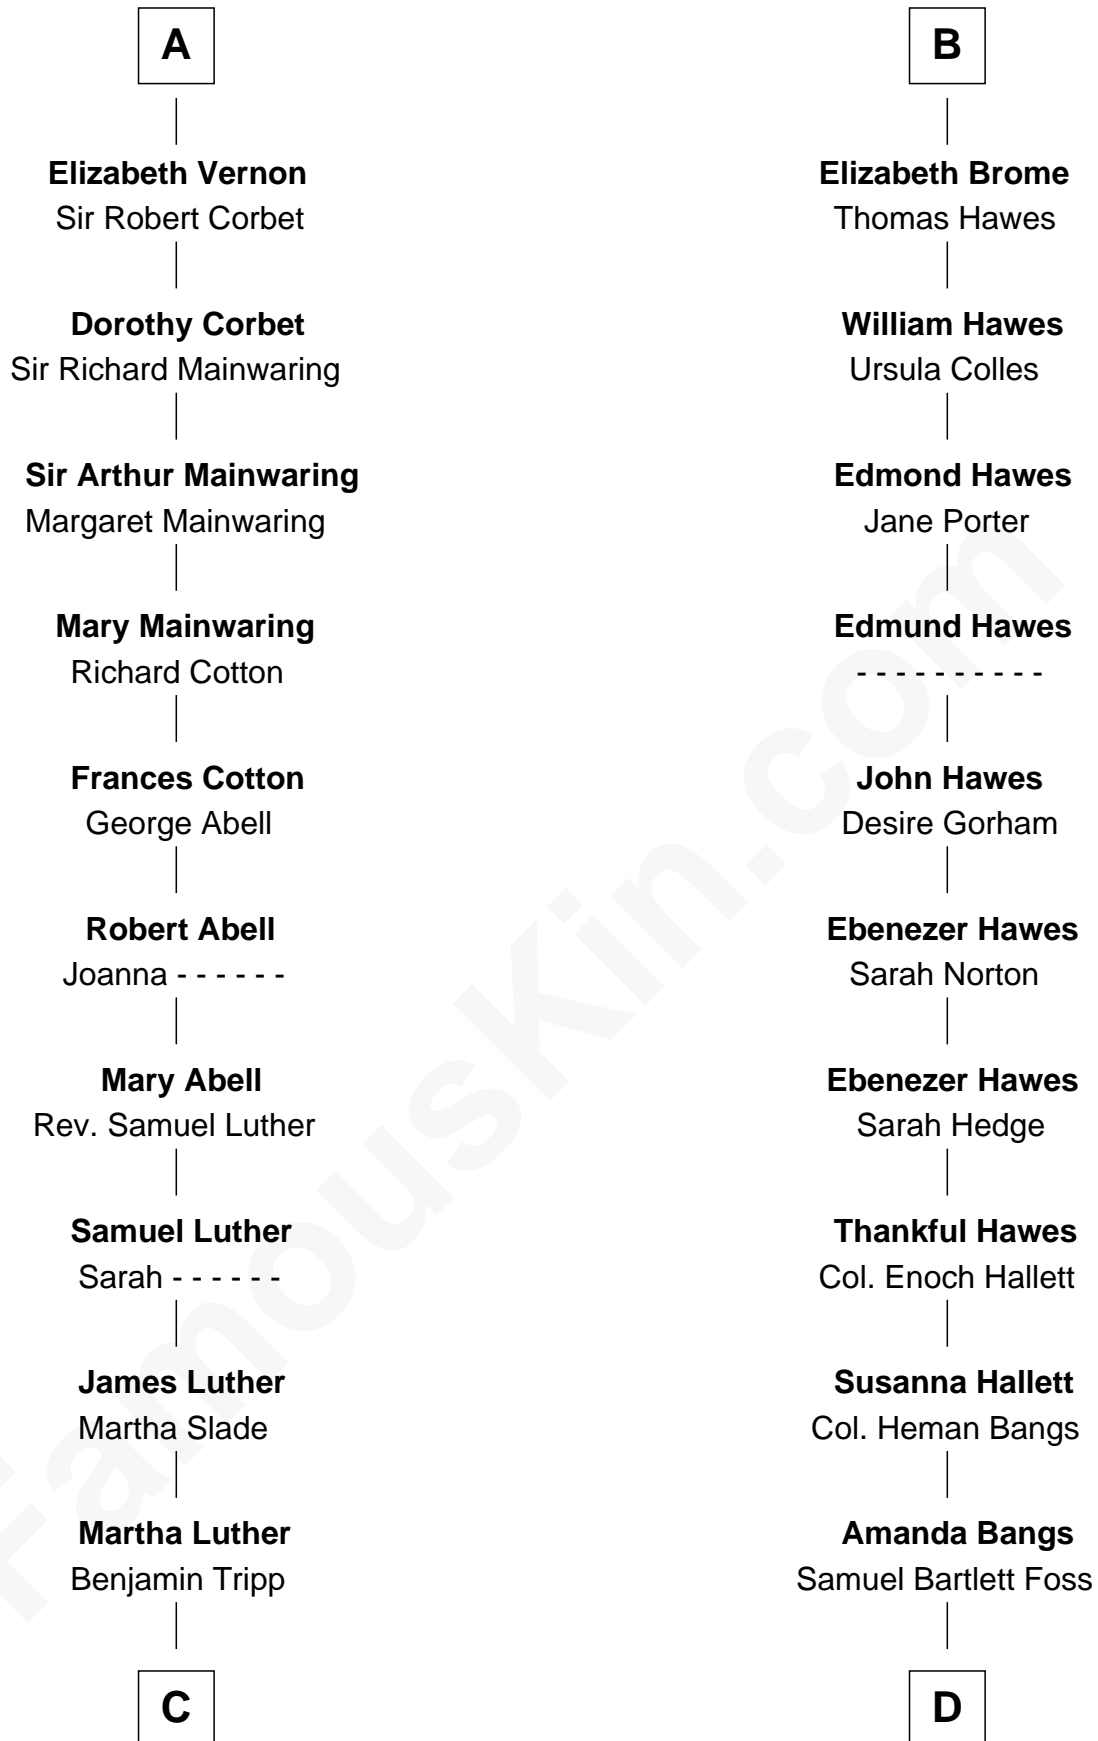 A
Elizabeth Vernon
Sir Robert Corbet
Dorothy Corbet
Sir Richard Mainwaring
Sir Arthur Mainwaring
Margaret Mainwaring
Mary Mainwaring
Richard Cotton
Frances Cotton
George Abell
Robert Abell
Joanna - - - - - -
Mary Abell
Rev. Samuel Luther
Samuel Luther
Sarah - - - - - -
James Luther
Martha Slade
Martha Luther
Benjamin Tripp
C
B
Elizabeth Brome
Thomas Hawes
William Hawes
Ursula Colles
Edmond Hawes
Jane Porter
Edmund Hawes
- - - - - - - - - -
John Hawes
Desire Gorham
Ebenezer Hawes
Sarah Norton
Ebenezer Hawes
Sarah Hedge
Thankful Hawes
Col. Enoch Hallett
Susanna Hallett
Col. Heman Bangs
Amanda Bangs
Samuel Bartlett Foss
D
FamousKin.com